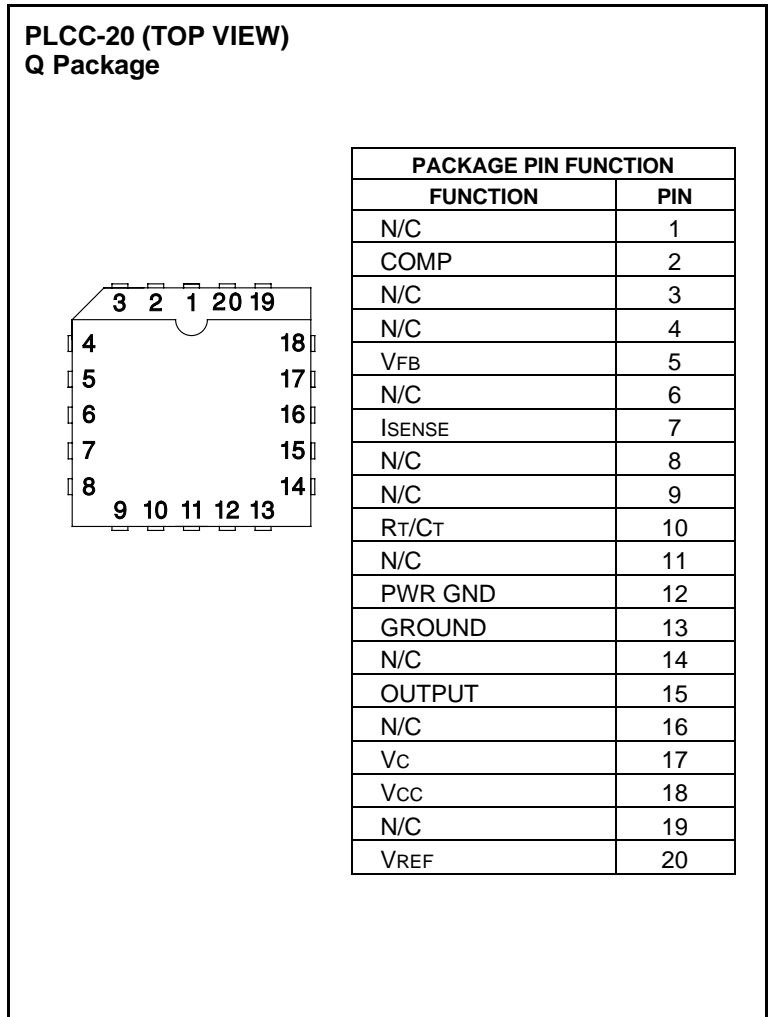 PLCC-20 (TOP VIEW)
Q Package
3 2 1 20 19
4 18
5 17
6 16
7 15
8 14
9 10 11 12 13
PACKAGE PIN FUNCTION
FUNCTION PIN
N/C 1
COMP 2
N/C 3
N/C 4
VFB 5
N/C 6
ISENSE 7
N/C 8
N/C 9
RT/CT 10
N/C 11
PWR GND 12
GROUND 13
N/C 14
OUTPUT 15
N/C 16
VC 17
VCC 18
N/C 19
VREF 20